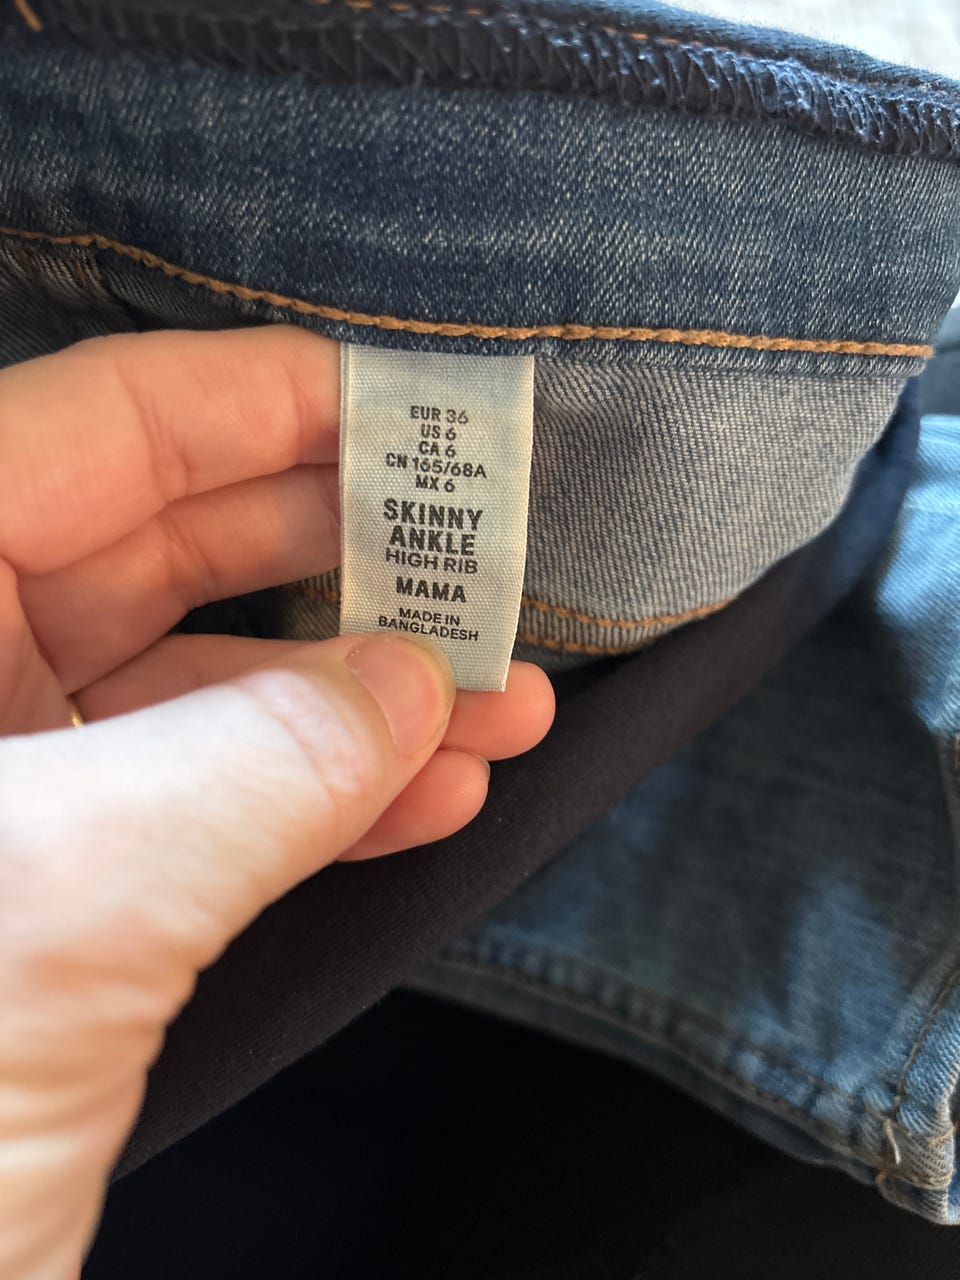 EUR 36
US 6
CA 6
CN 165/68A
MX 6
SKINNY
ANKLE
HIGH RIB
MAMA
MADE IN
BANGLADESH